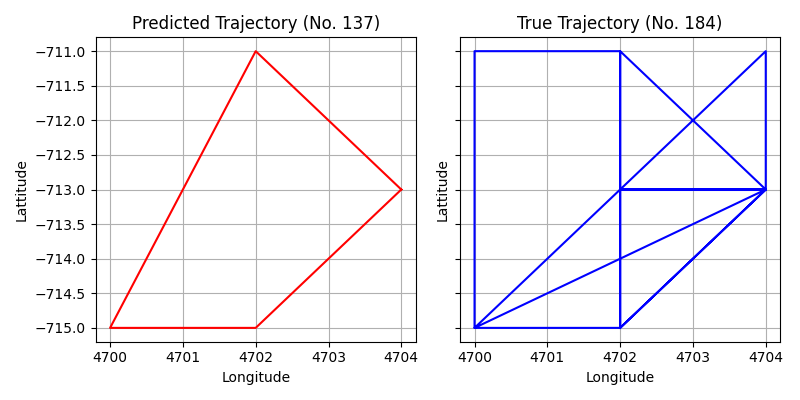 Predicted Trajectory (No. 137)
True Trajectory (No. 184)
−711.0
−711.5
−712.0
−712.5
−713.0
−713.5
−714.0
−714.5
−715.0
Lattitude
Lattitude
4700 4701 4702 4703 4704
4700 4701 4702 4703 4704
Longitude
Longitude